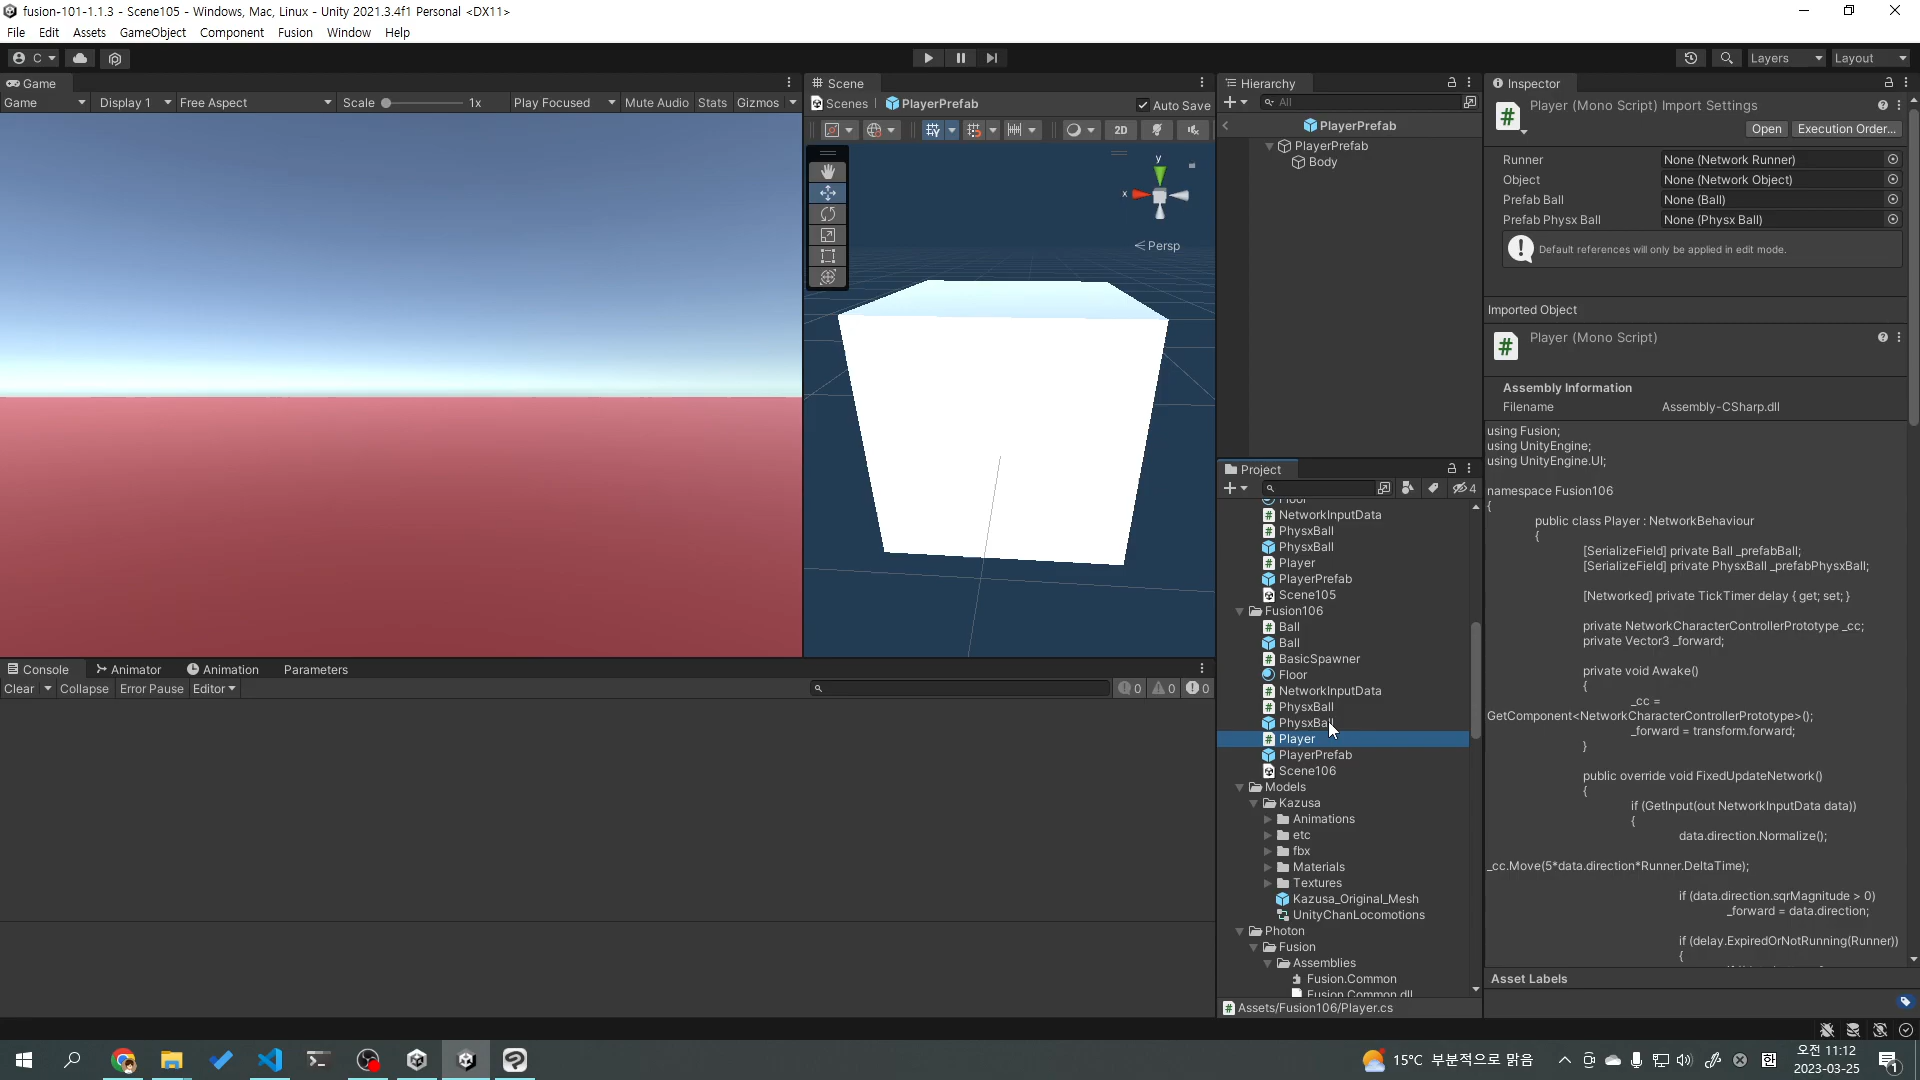 fusion-101-1.1.3 - Scene105 - Windows, Mac, Linux - Unity 2021.3.4f1 Personal <DX11>
File Edit Assets GameObject Component Fusion Window Help
C
Layers
Layout
Game
Game
Display 1
Free Aspect
Scale
1x
Play Focused
Mute Audio
Stats
Gizmos
Scene
Scenes
PlayerPrefab
Auto Save
2D
y
x
Persp
Hierarchy
All
PlayerPrefab
PlayerPrefab
Body
Project
4
Floor
NetworkInputData
PhysxBall
PhysxBall
Player
PlayerPrefab
Scene105
Fusion106
Ball
Ball
BasicSpawner
Floor
NetworkInputData
PhysxBall
PhysxBall
Player
PlayerPrefab
Scene106
Models
Kazusa
Animations
etc
fbx
Materials
Textures
Kazusa_Original_Mesh
UnityChanLocomotions
Photon
Fusion
Assemblies
Fusion.Common
Fusion.Common.dll
Assets/Fusion106/Player.cs
Inspector
Player (Mono Script) Import Settings
Open
Execution Order...
Runner None (Network Runner)
Object None (Network Object)
Prefab Ball None (Ball)
Prefab Physx Ball None (Physx Ball)
Default references will only be applied in edit mode.
Imported Object
Player (Mono Script)
Assembly Information
Filename Assembly-CSharp.dll
using Fusion;
using UnityEngine;
using UnityEngine.UI;
namespace Fusion106
{
public class Player : NetworkBehaviour
{
[SerializeField] private Ball _prefabBall;
[SerializeField] private PhysxBall _prefabPhysxBall;
[Networked] private TickTimer delay { get; set; }
private NetworkCharacterControllerPrototype _cc;
private Vector3 _forward;
private void Awake()
{
_cc =
GetComponent<NetworkCharacterControllerPrototype>();
_forward = transform.forward;
}
public override void FixedUpdateNetwork()
{
if (GetInput(out NetworkInputData data))
{
data.direction.Normalize();
_cc.Move(5*data.direction*Runner.DeltaTime);
if (data.direction.sqrMagnitude > 0)
_forward = data.direction;
if (delay.ExpiredOrNotRunning(Runner))
{
Asset Labels
Console
Animator
Animation
Parameters
Clear
Collapse
Error Pause
Editor
0
0
0
15°C 부분적으로 맑음
오전 11:12
2023-03-25
1